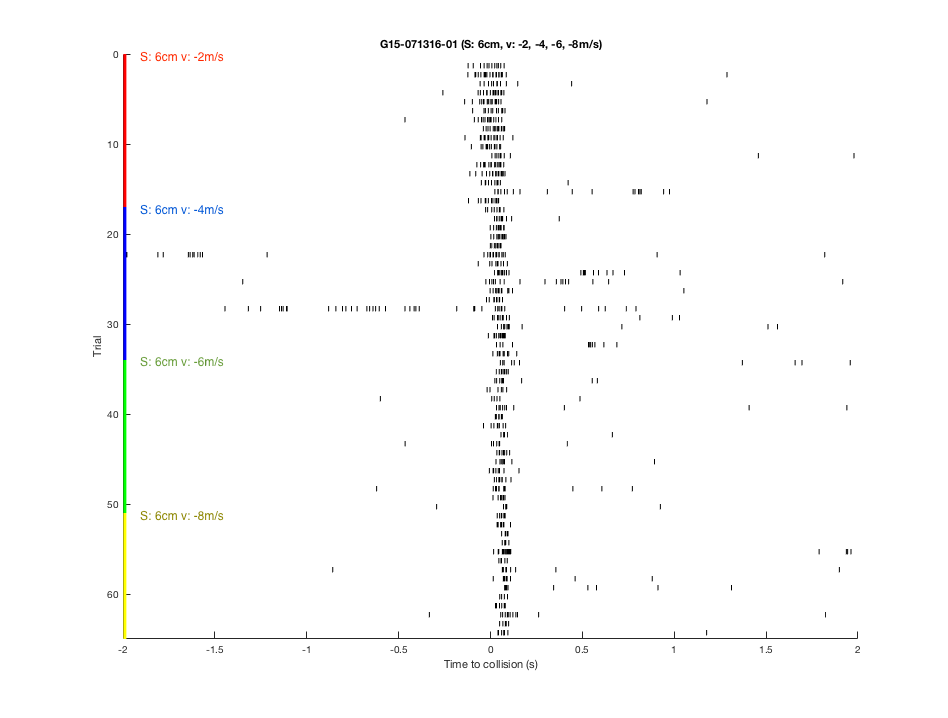 G15-071316-01 (S: 6cm, v: -2, -4, -6, -8m/s)
0
S: 6cm v: -2m/s
10
S: 6cm v: -4m/s
20
30
Trial
S: 6cm v: -6m/s
40
50
S: 6cm v: -8m/s
60
-2 -1.5 -1 -0.5 0 0.5 1 1.5 2
Time to collision (s)